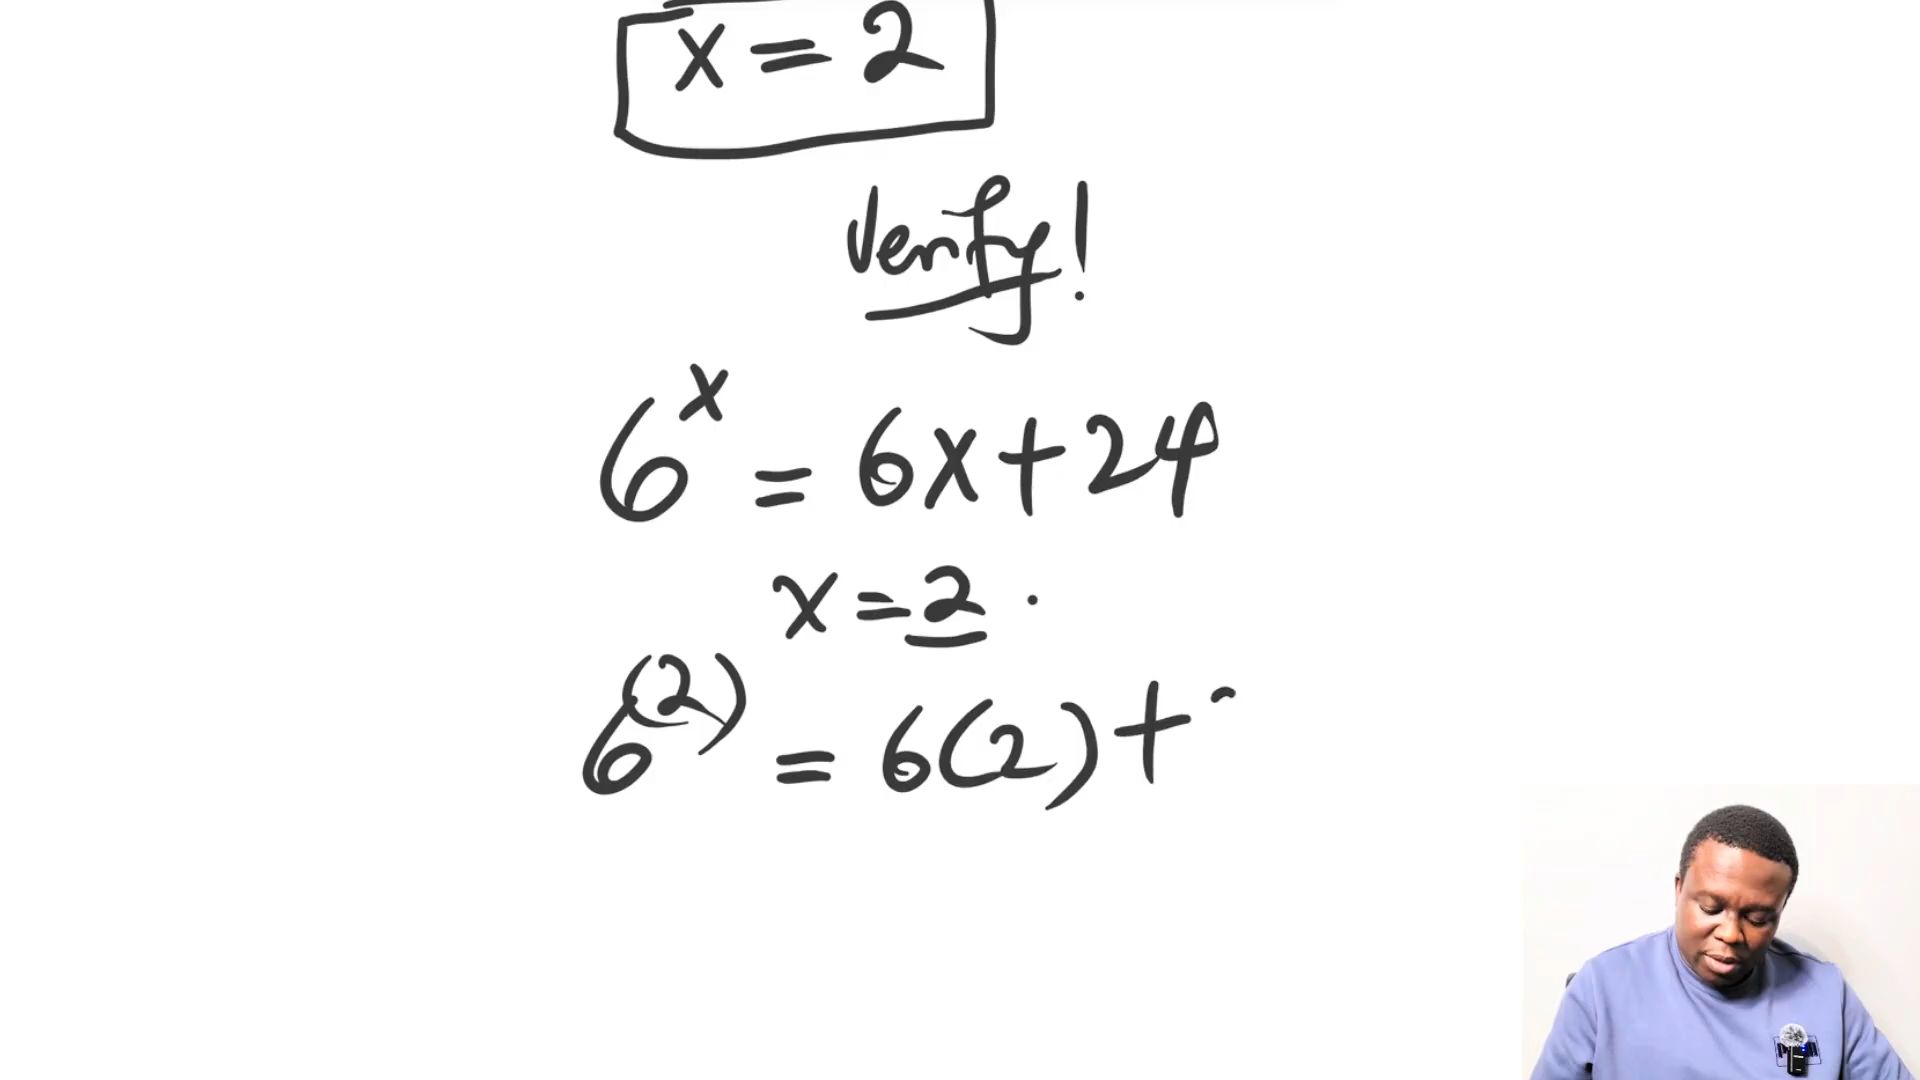 x = 2
Verify!
6^x = 6x + 24
x = 2 .
6^(2) = 6(2) +